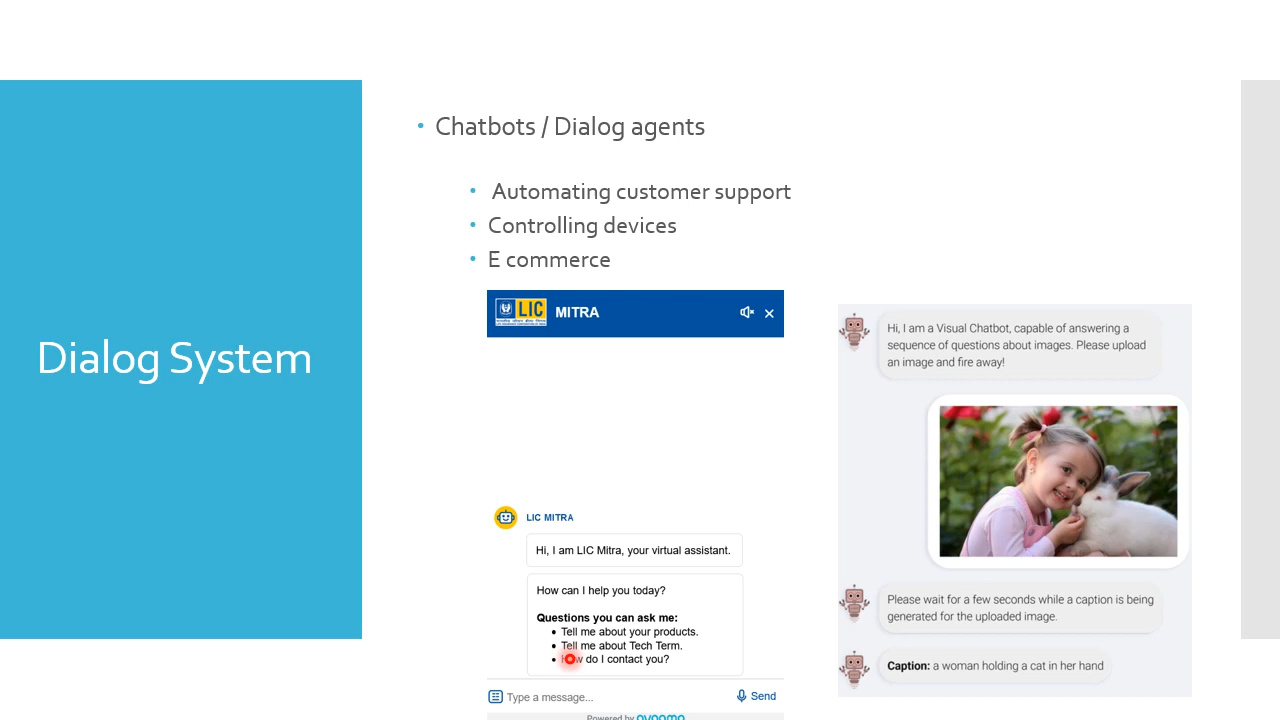 Dialog System
Chatbots / Dialog agents
Automating customer support
Controlling devices
E commerce
LIC
MITRA
LIC MITRA
Hi, I am LIC Mitra, your virtual assistant.
How can I help you today?
Questions you can ask me:
Tell me about your products.
Tell me about Tech Term.
How do I contact you?
Type a message...
Send
Powered by
Hi, I am a Visual Chatbot, capable of answering a
sequence of questions about images. Please upload
an image and fire away!
Please wait for a few seconds while a caption is being
generated for the uploaded image.
Caption: a woman holding a cat in her hand